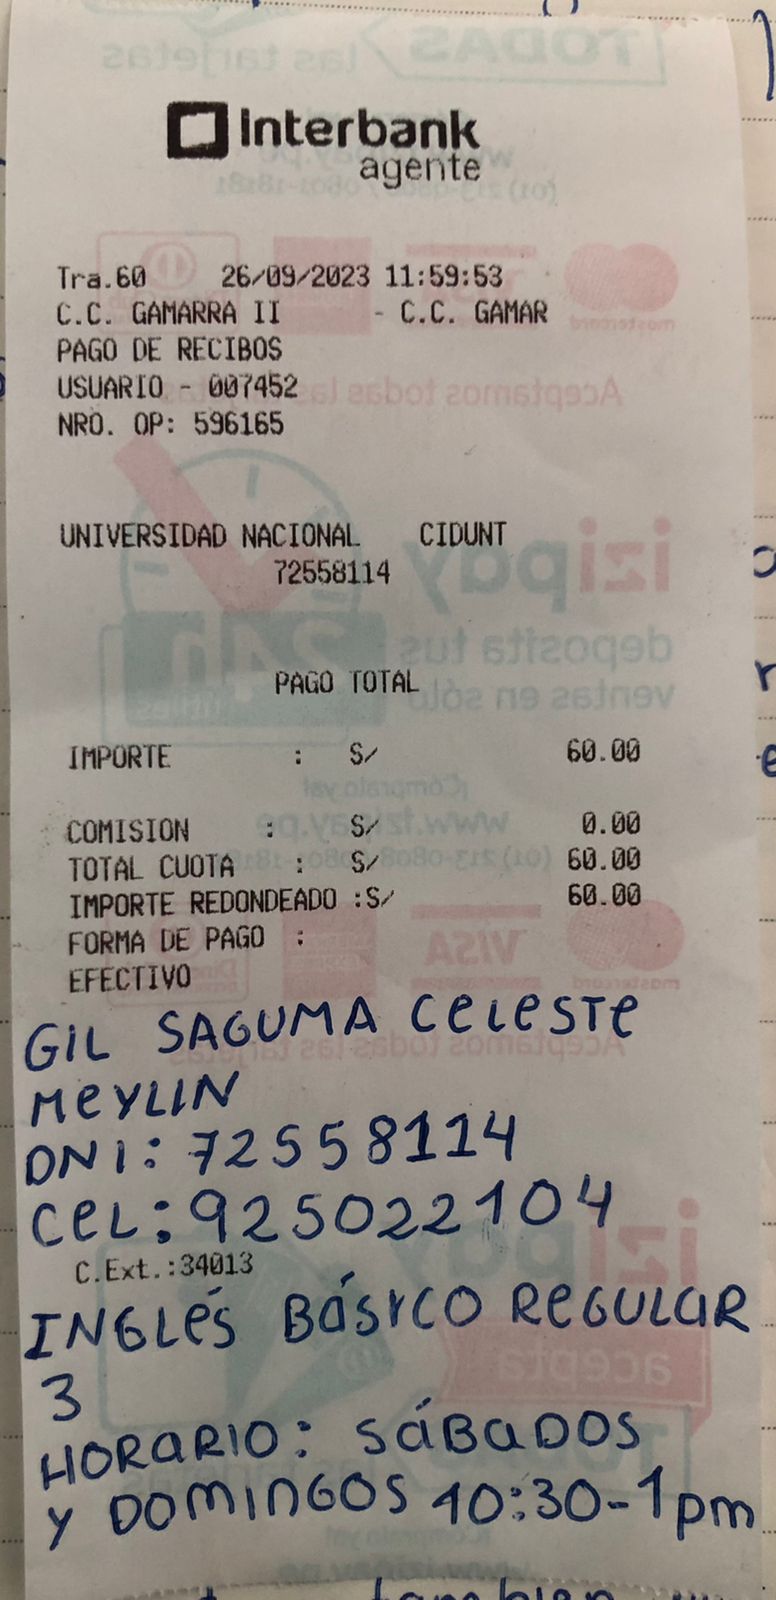 Interbank
agente
Tra.60 26/09/2023 11:59:53
C.C. GAMARRA II - C.C. GAMAR
PAGO DE RECIBOS
USUARIO - 007452
NRO. OP: 596165
UNIVERSIDAD NACIONAL CIDUNT
72558114
PAGO TOTAL
IMPORTE : S/ 60.00
COMISION : S/ 0.00
TOTAL CUOTA : S/ 60.00
IMPORTE REDONDEADO :S/ 60.00
FORMA DE PAGO :
EFECTIVO
GIL SAGUMA CELESTE
MEYLIN
DNI: 72558114
CEL: 925022104
C.Ext.:34013
INGLÉS BÁSICO REGULAR
3
HORARIO: SÁBADOS
Y DOMINGOS 10:30-1pm